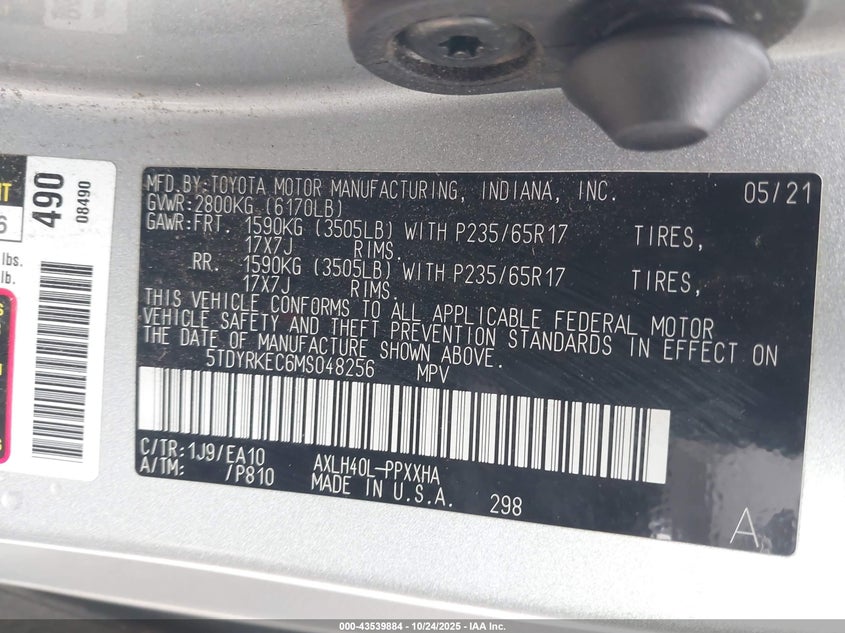 MFD.BY:TOYOTA MOTOR MANUFACTURING, INDIANA, INC. 05/21
GVWR:2800KG (6170LB)
GAWR:FRT. 1590KG (3505LB) WITH P235/65R17 TIRES,
17X7J RIMS.
RR. 1590KG (3505LB) WITH P235/65R17 TIRES,
17X7J RIMS.
THIS VEHICLE CONFORMS TO ALL APPLICABLE FEDERAL MOTOR
VEHICLE SAFETY AND THEFT PREVENTION STANDARDS IN EFFECT ON
THE DATE OF MANUFACTURE SHOWN ABOVE.
5TDYRKEC6MS048256 MPV
C/TR:1J9/EA10 AXLH40L-PPXXHA
A/TM: /P810 MADE IN U.S.A. 298 A
490
08490
6
lbs.
lb.
000-43539884 - 10/24/2025 - IAA Inc.